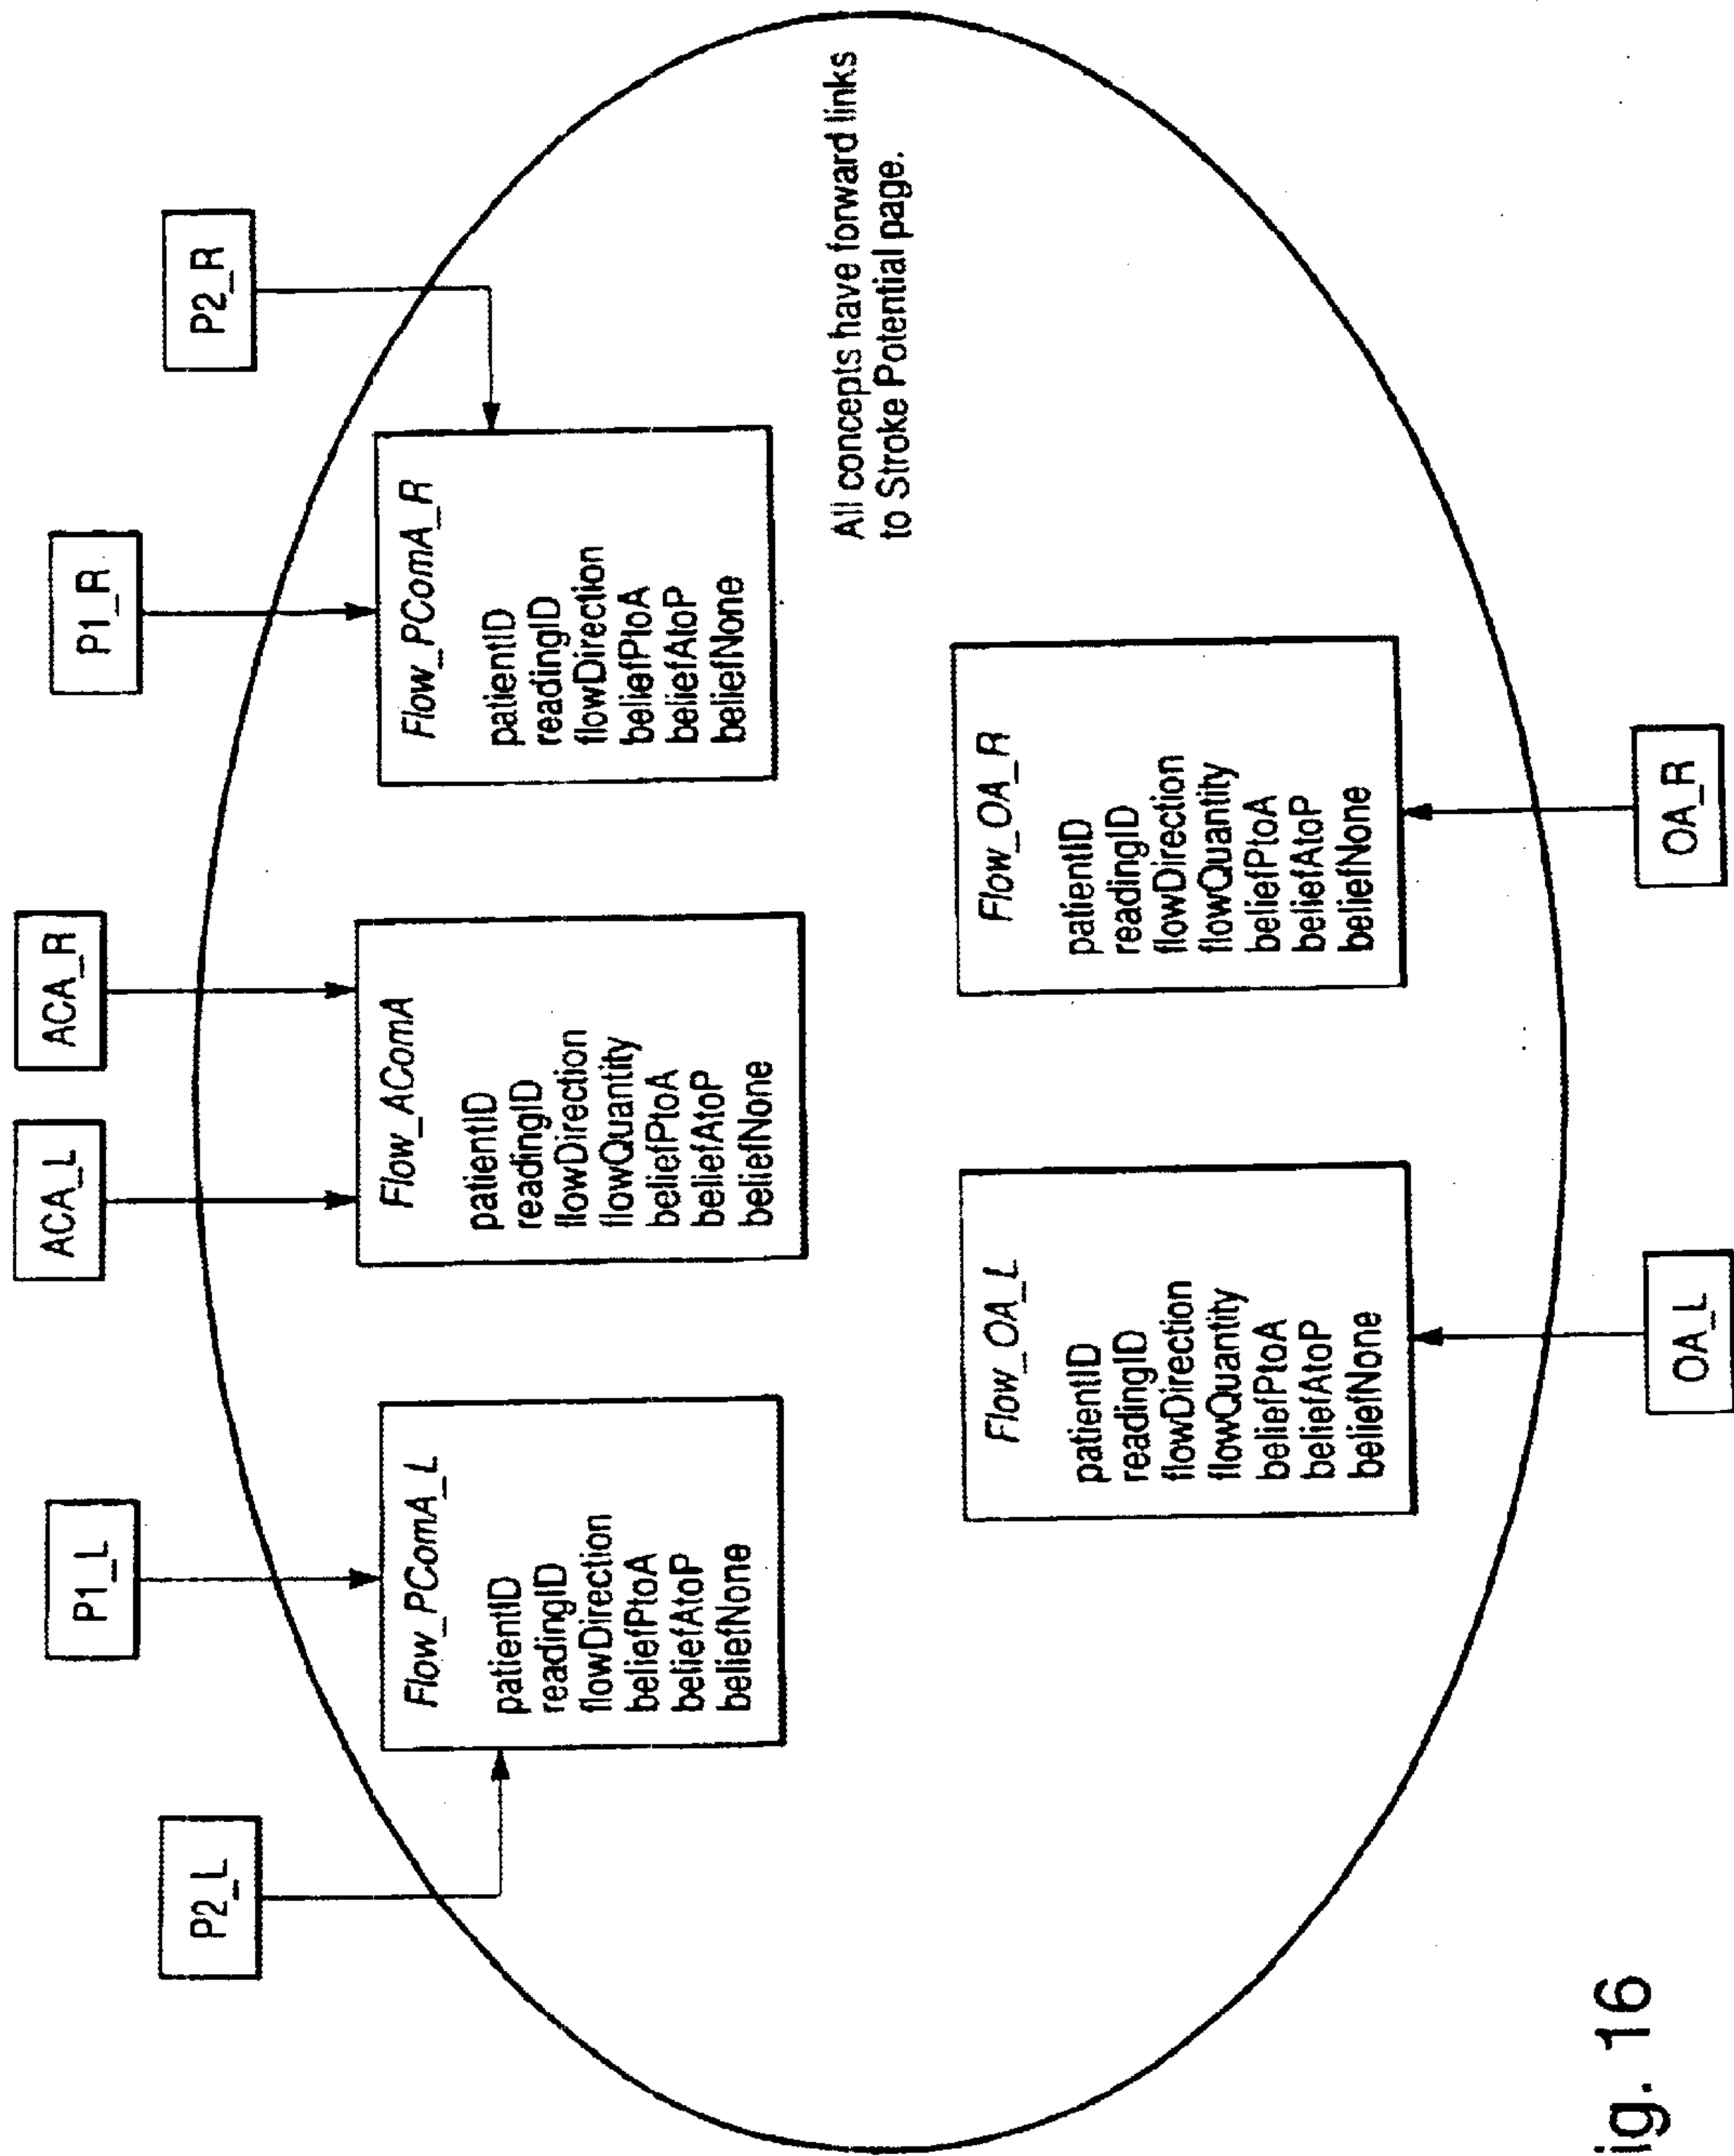 P2_L
P1_L
ACA_L
ACA_R
P1_R
P2_R
Flow_PComA_L
patientID
readingID
flowDirection
beliefPtoA
beliefAtoP
beliefNone
Flow_AComA
patientID
readingID
flowDirection
flowQuantity
beliefPtoA
beliefAtoP
beliefNone
Flow_PComA_R
patientID
readingID
flowDirection
beliefPtoA
beliefAtoP
beliefNone
All concepts have forward links
to Stroke Potential page.
Flow_OA_L
patientID
readingID
flowDirection
flowQuantity
beliefPtoA
beliefAtoP
beliefNone
Flow_OA_R
patientID
readingID
flowDirection
flowQuantity
beliefPtoA
beliefAtoP
beliefNone
OA_L
OA_R
ig. 16